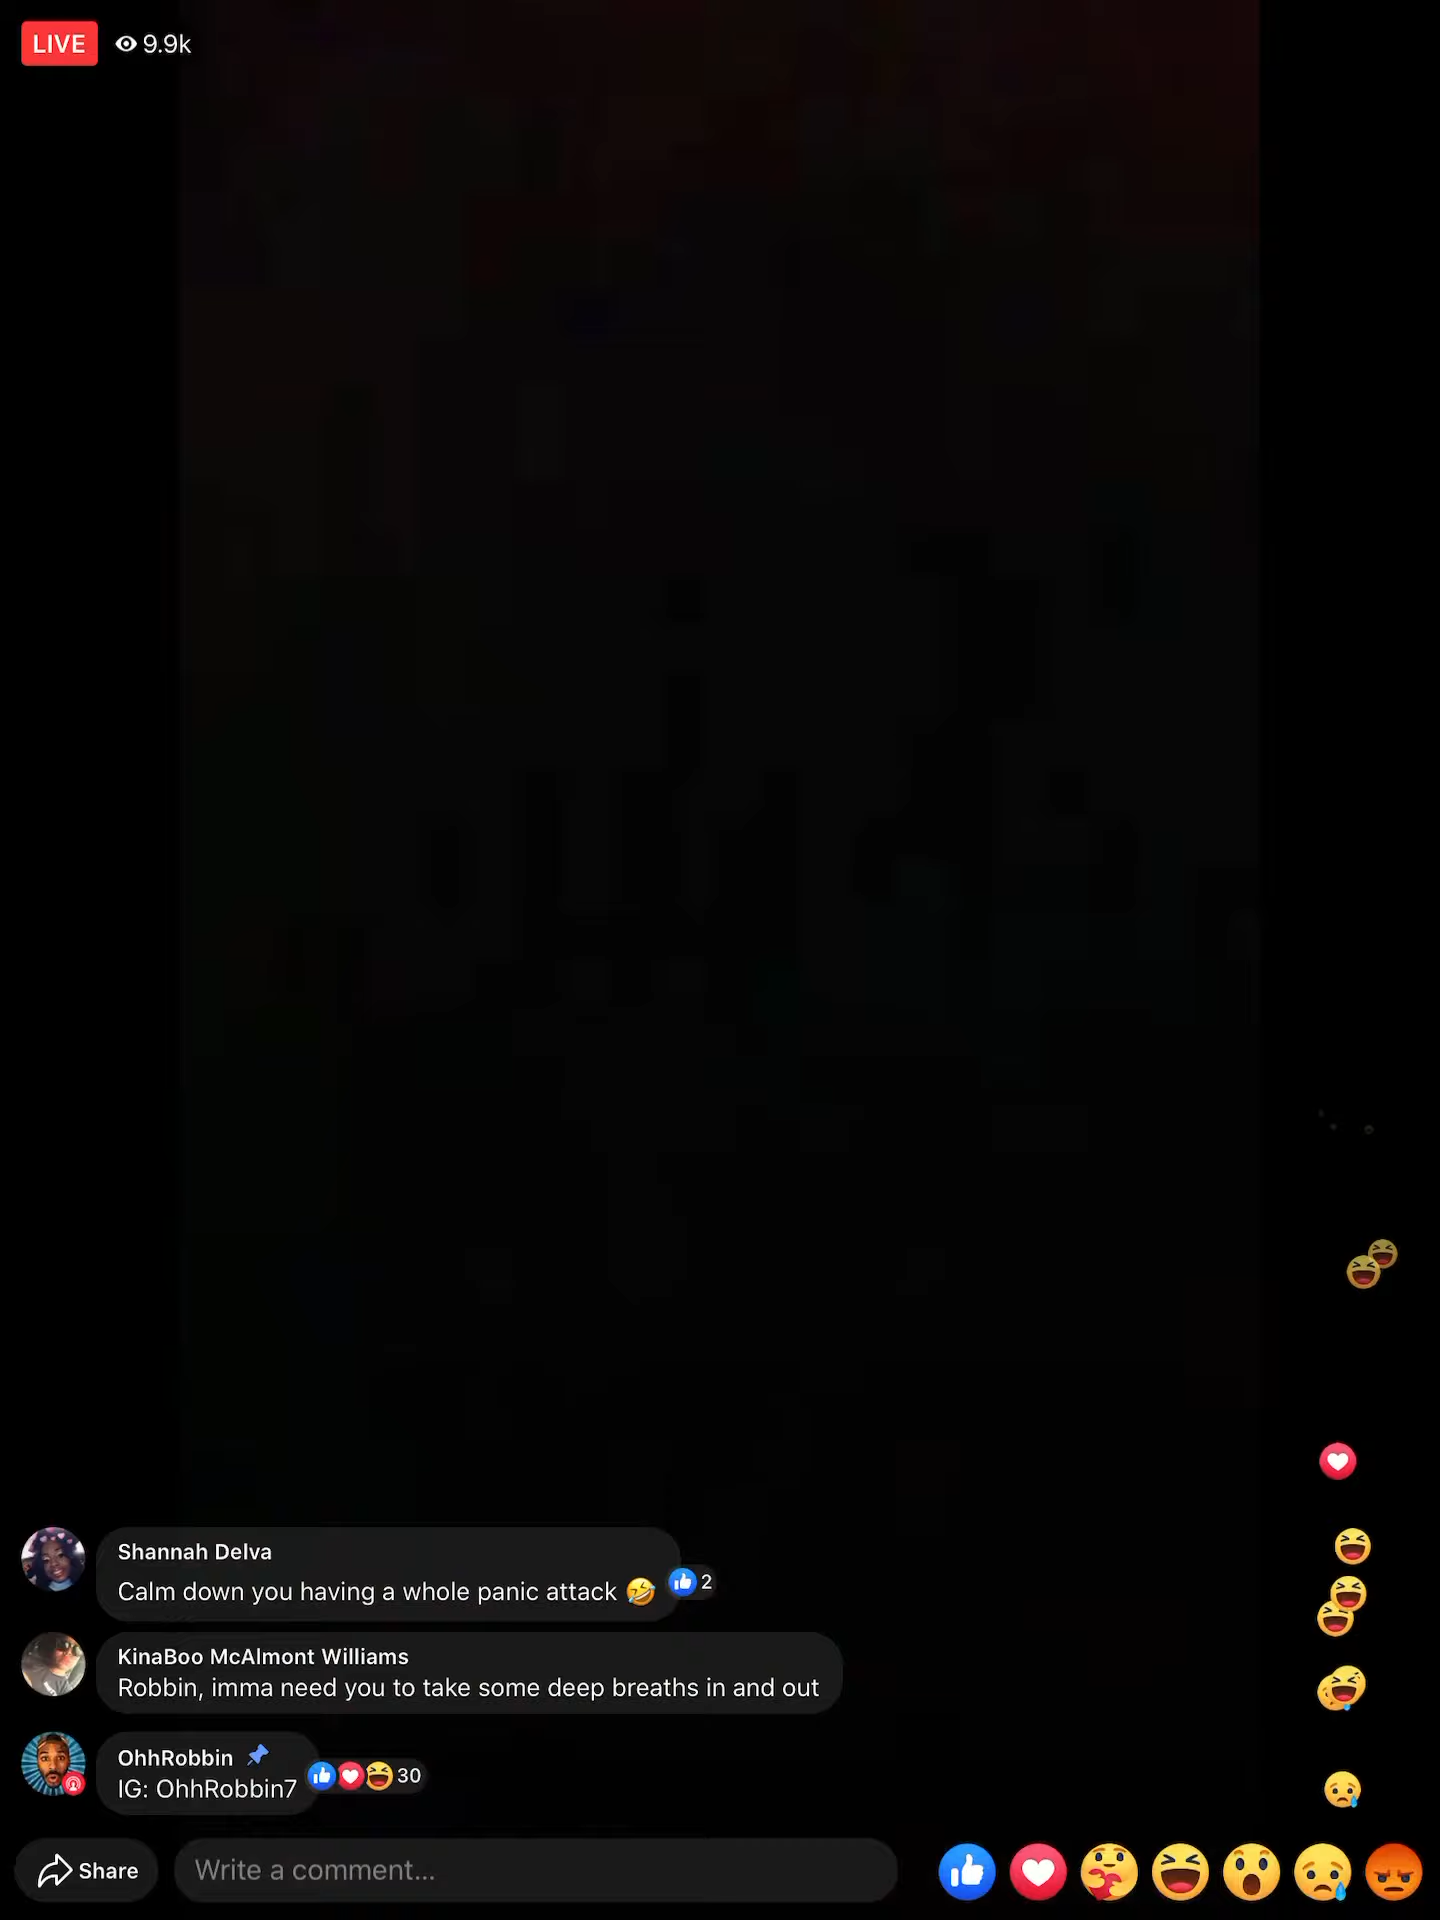 LIVE 9.9k
Shannah Delva
Calm down you having a whole panic attack 🤣 2
KinaBoo McAlmont Williams
Robbin, imma need you to take some deep breaths in and out
OhhRobbin
IG: OhhRobbin7 30
Share Write a comment...